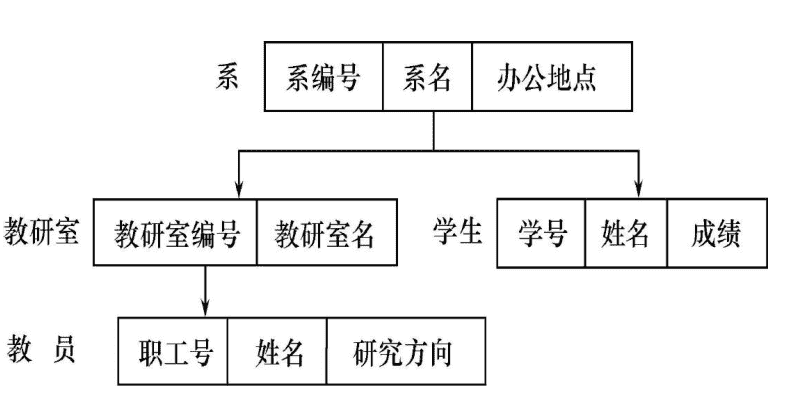 系 系编号 系名 办公地点
教研室 教研室编号 教研室名 学生 学号 姓名 成绩
教 员 职工号 姓名 研究方向